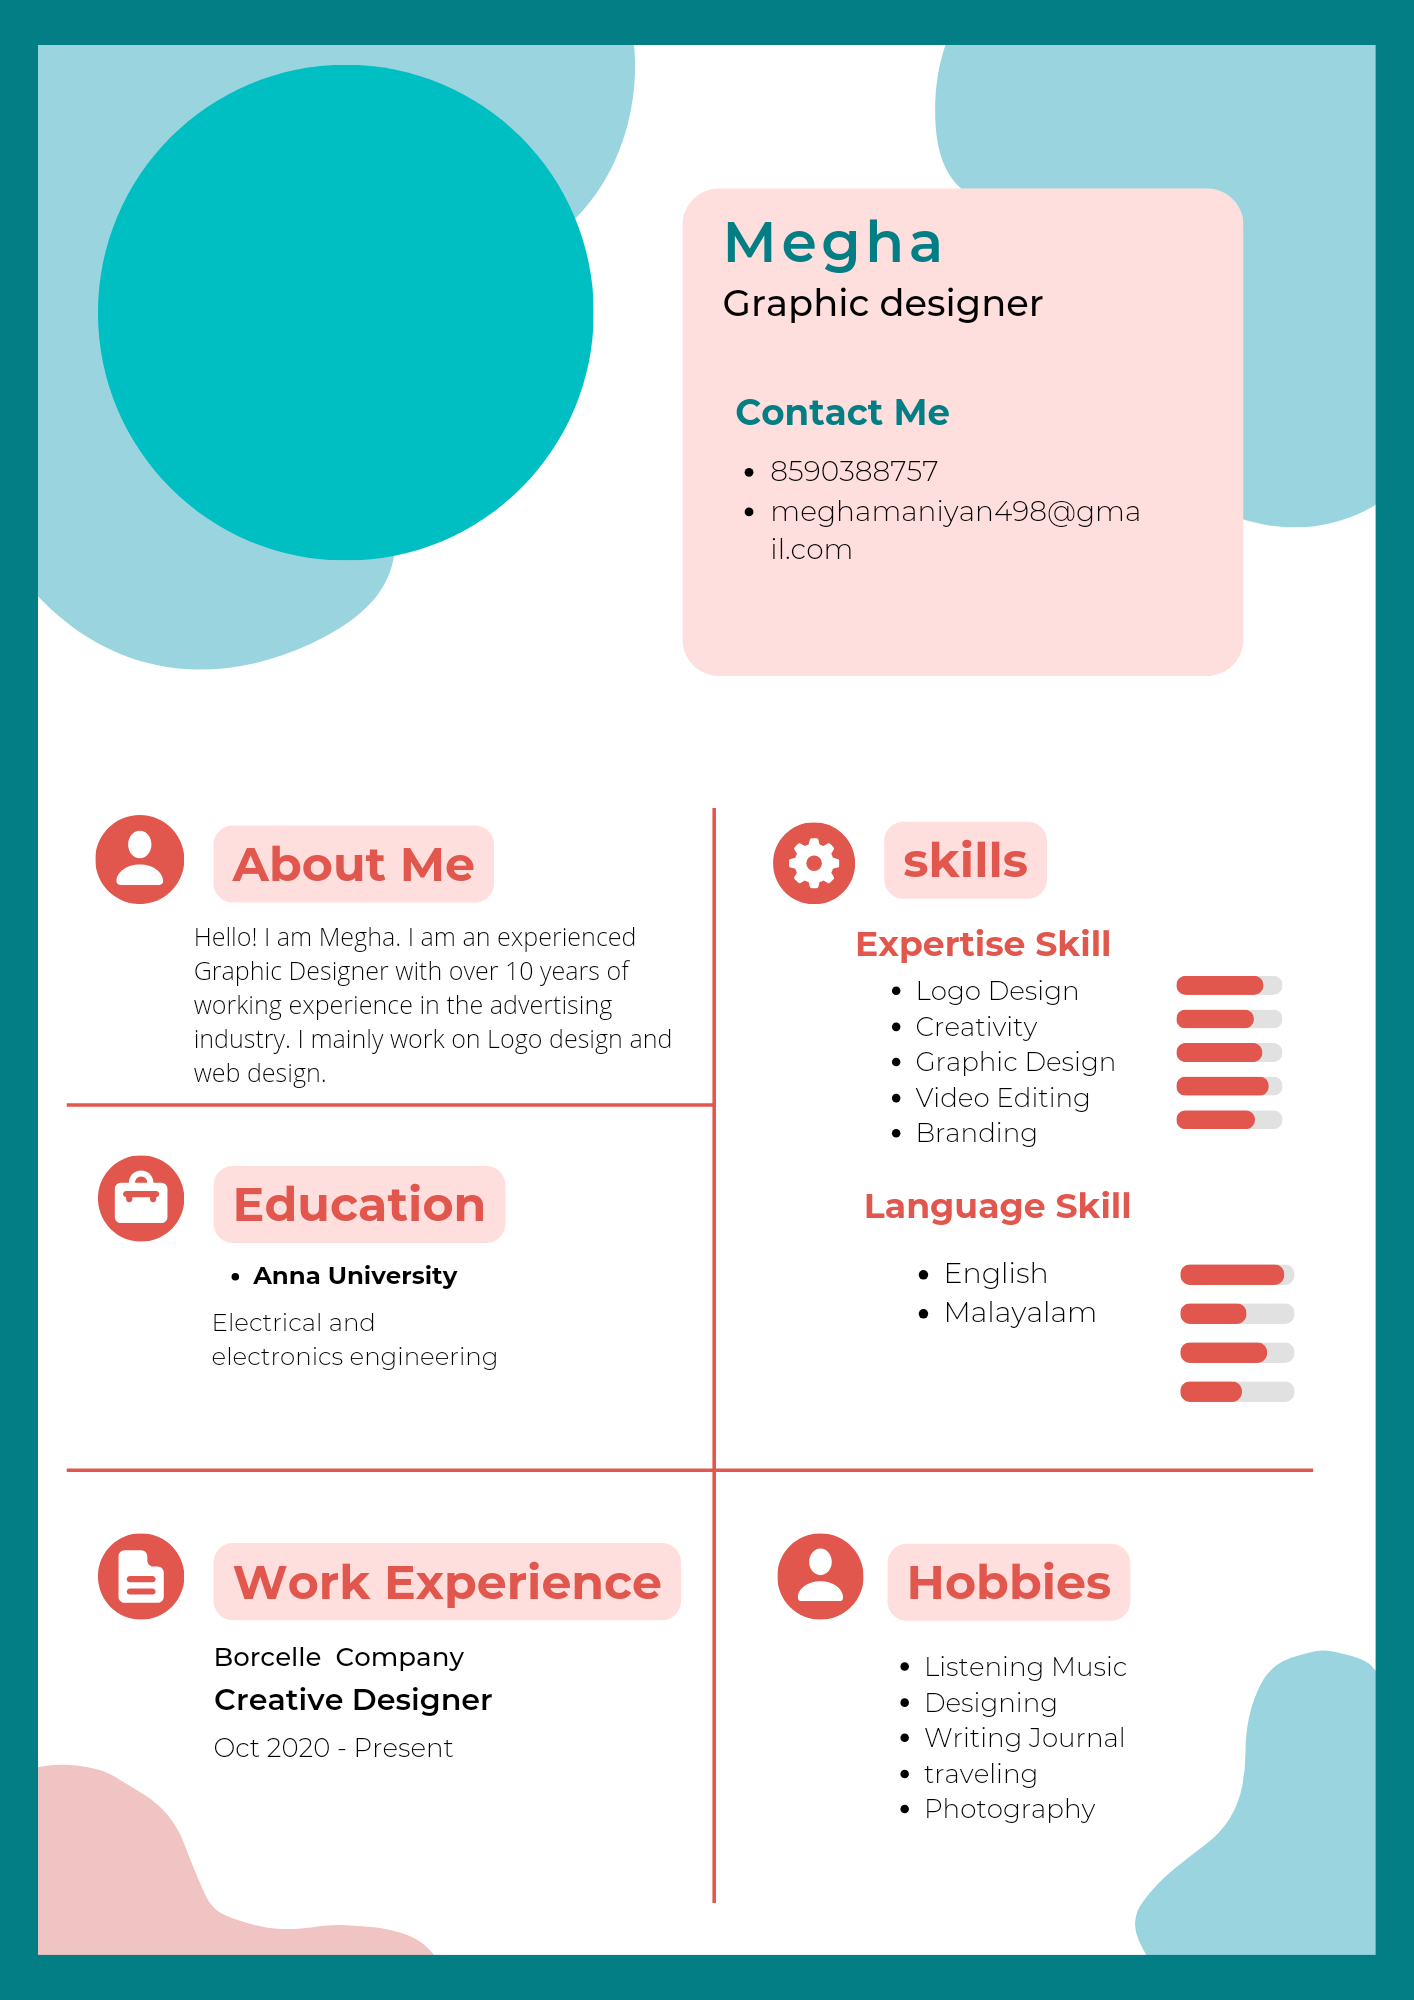 Megha
Graphic designer
Contact Me
• 8590388757
• meghamaniyan498@gma
il.com
About Me
Hello! I am Megha. I am an experienced
Graphic Designer with over 10 years of
working experience in the advertising
industry. I mainly work on Logo design and
web design.
Education
• Anna University
Electrical and
electronics engineering
Work Experience
Borcelle  Company
Creative Designer
Oct 2020 - Present
skills
Expertise Skill
• Logo Design
• Creativity
• Graphic Design
• Video Editing
• Branding
Language Skill
• English
• Malayalam
Hobbies
• Listening Music
• Designing
• Writing Journal
• traveling
• Photography